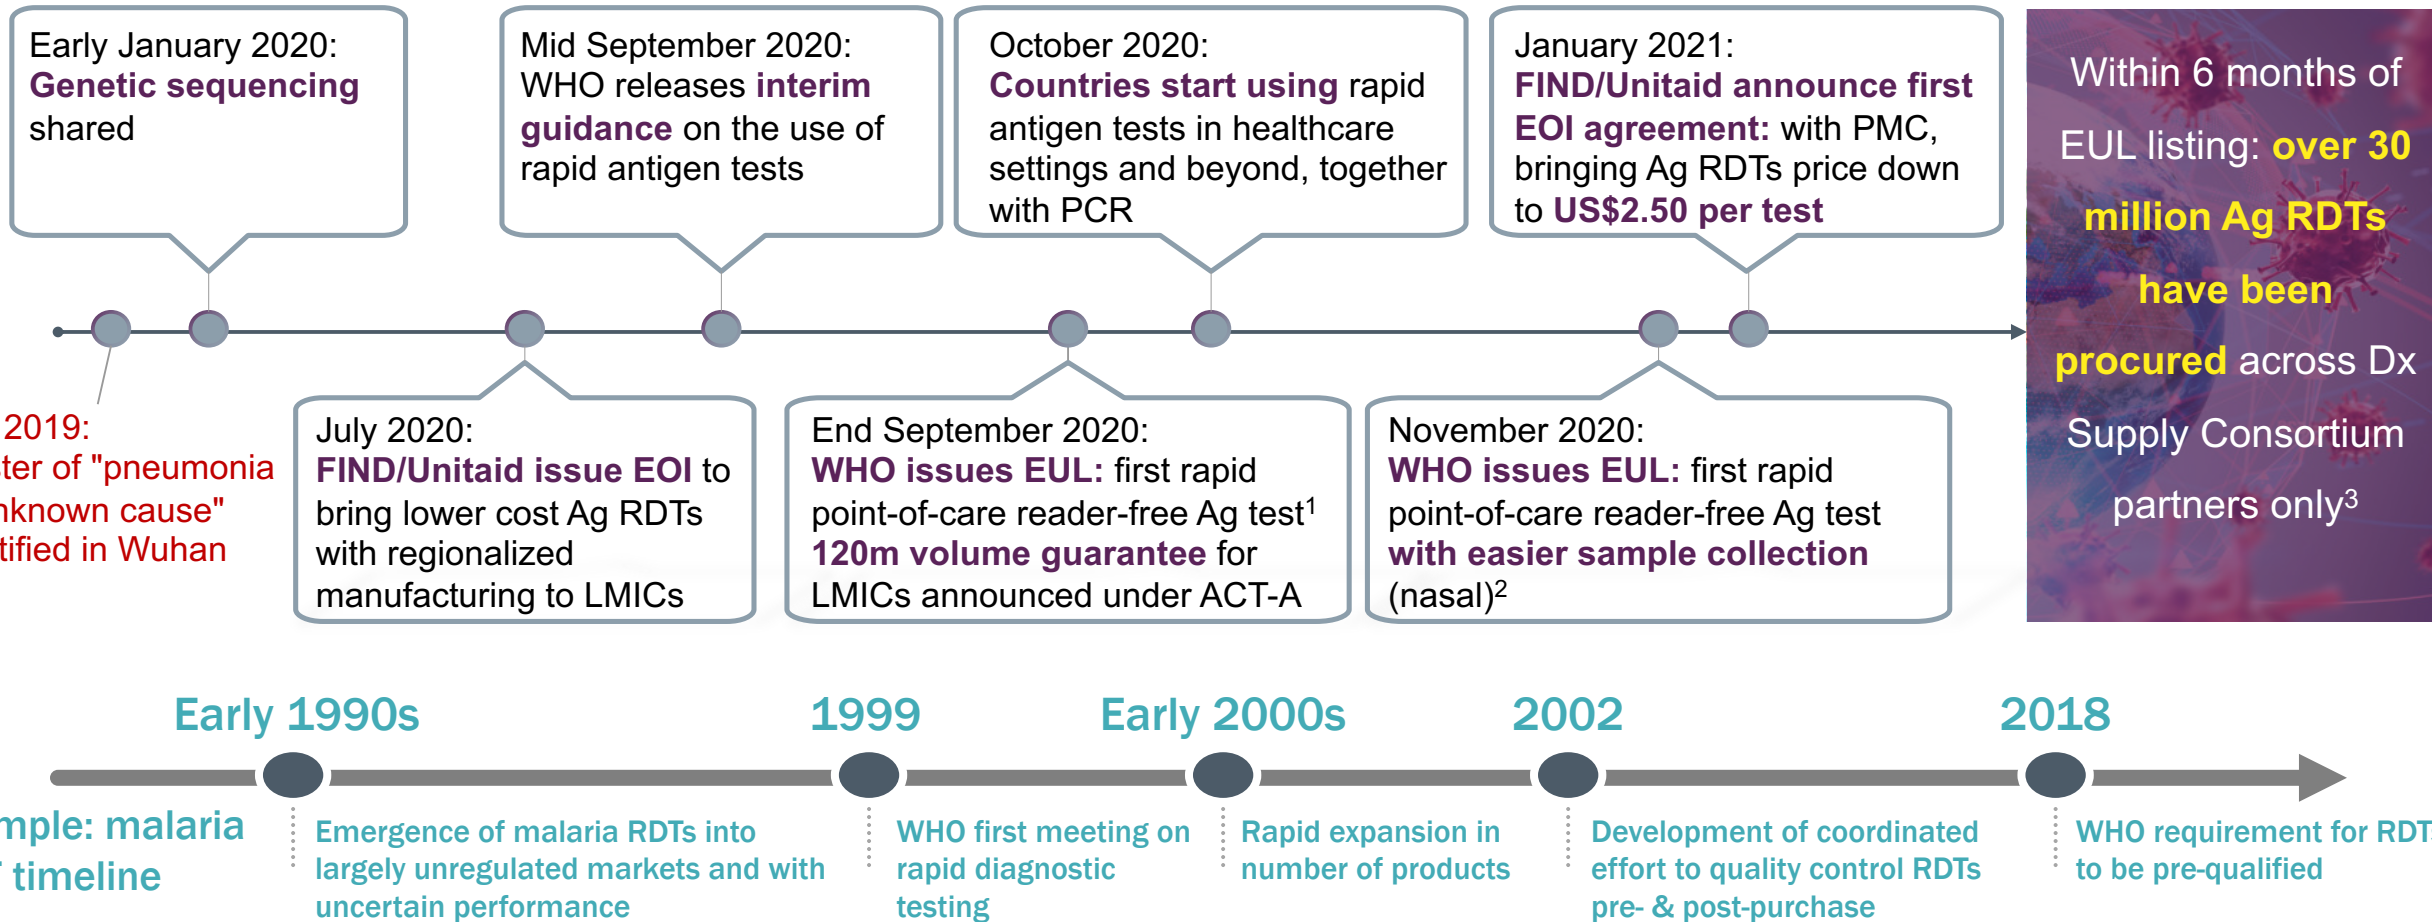 Early January 2020:
Genetic sequencing
shared
Mid September 2020:
WHO releases interim
guidance on the use of
rapid antigen tests
October 2020:
Countries start using rapid
antigen tests in healthcare
settings and beyond, together
with PCR
January 2021:
FIND/Unitaid announce first
EOI agreement: with PMC,
bringing Ag RDTs price down
to US$2.50 per test
Within 6 months of
EUL listing: over 30
million Ag RDTs
have been
procured across Dx
Supply Consortium
partners only³
2019:
ter of "pneumonia
nknown cause"
tified in Wuhan
July 2020:
FIND/Unitaid issue EOI to
bring lower cost Ag RDTs
with regionalized
manufacturing to LMICs
End September 2020:
WHO issues EUL: first rapid
point-of-care reader-free Ag test¹
120m volume guarantee for
LMICs announced under ACT-A
November 2020:
WHO issues EUL: first rapid
point-of-care reader-free Ag test
with easier sample collection
(nasal)²
Early 1990s
1999
Early 2000s
2002
2018
mple: malaria
timeline
Emergence of malaria RDTs into
largely unregulated markets and with
uncertain performance
WHO first meeting on
rapid diagnostic
testing
Rapid expansion in
number of products
Development of coordinated
effort to quality control RDTs
pre- & post-purchase
WHO requirement for RDTs
to be pre-qualified